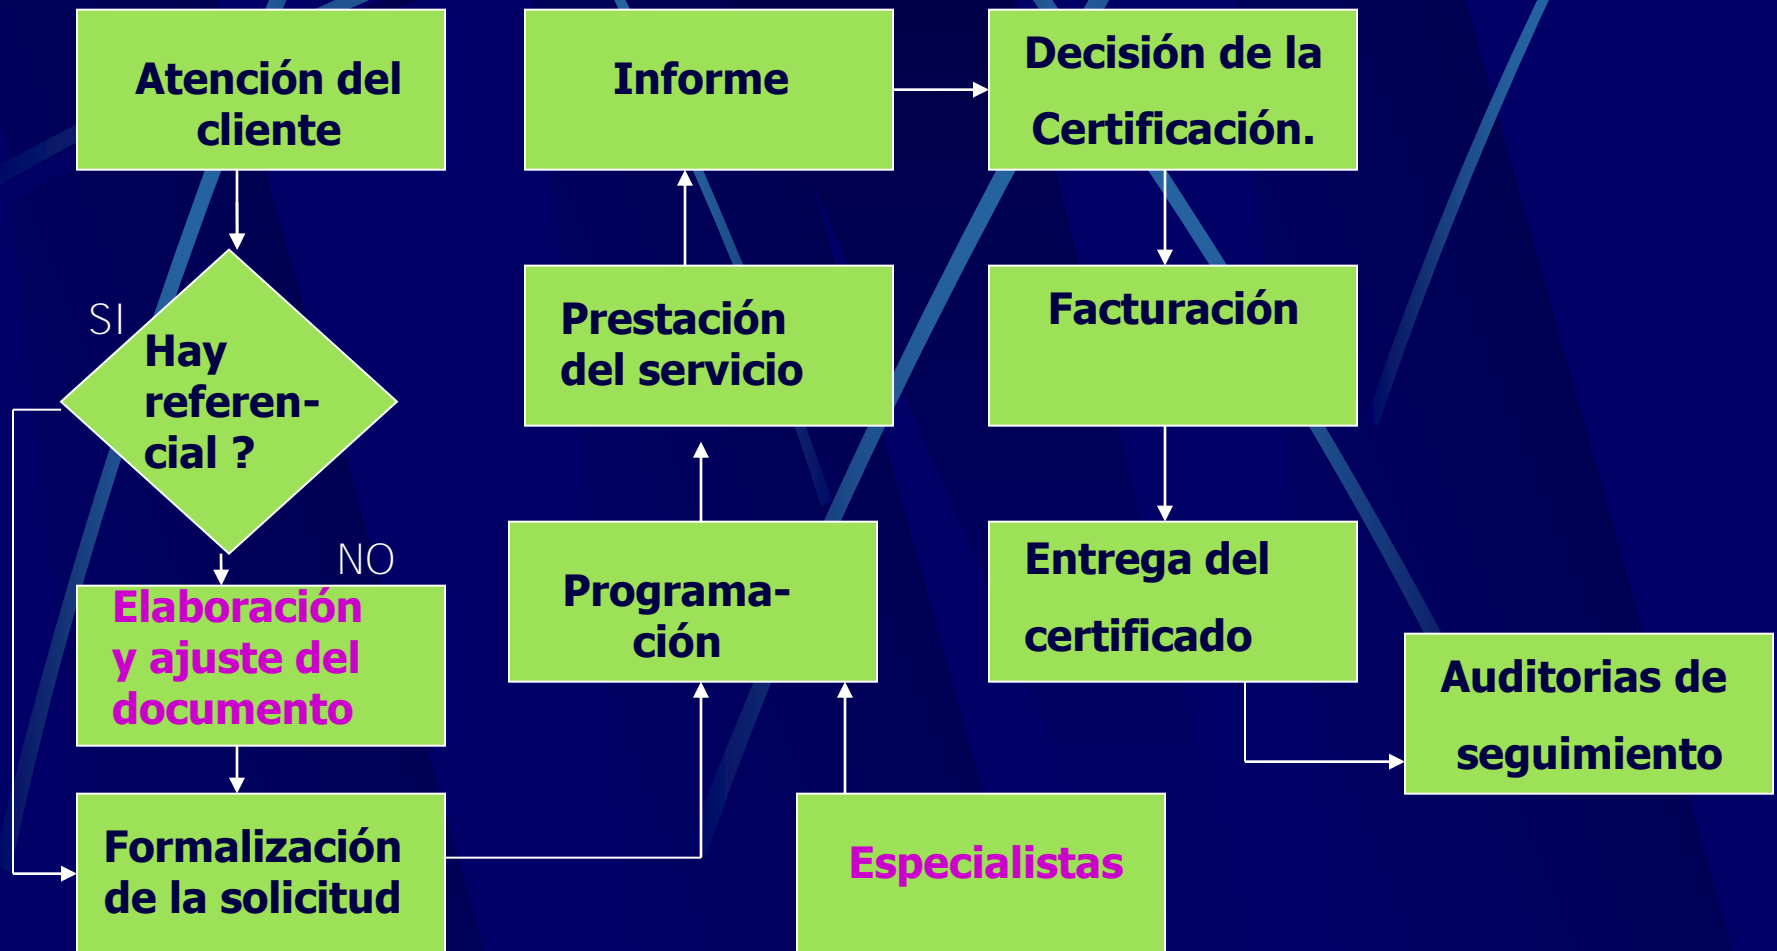 Atención del
cliente
SI
Hay
referen-
cial ?
NO
Elaboración
y ajuste del
documento
Formalización
de la solicitud
Informe
Prestación
del servicio
Programa-
ción
Especialistas
Decisión de la
Certificación.
Facturación
Entrega del
certificado
Auditorias de
seguimiento